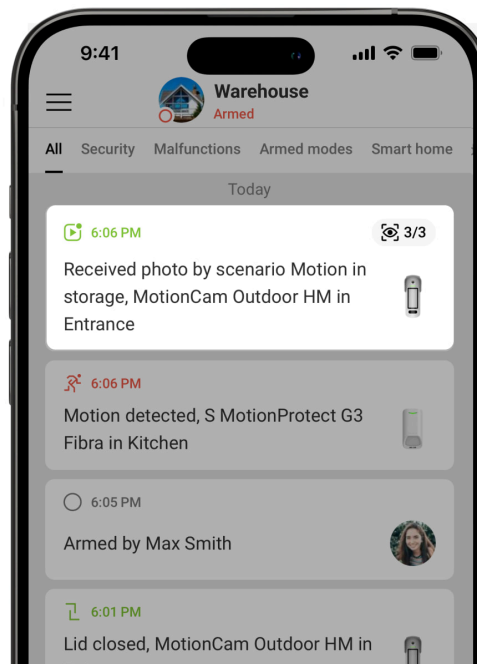 9:41
Warehouse
Armed
All Security Malfunctions Armed modes Smart home
Today
6:06 PM
3/3
Received photo by scenario Motion in
storage, MotionCam Outdoor HM in
Entrance
6:06 PM
Motion detected, S MotionProtect G3
Fibra in Kitchen
6:05 PM
Armed by Max Smith
6:01 PM
Lid closed, MotionCam Outdoor HM in